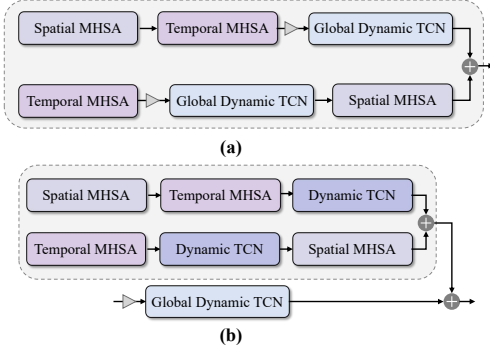 Spatial MHSA Temporal MHSA Global Dynamic TCN
Temporal MHSA Global Dynamic TCN Spatial MHSA
(a)
Spatial MHSA Temporal MHSA Dynamic TCN
Temporal MHSA Dynamic TCN Spatial MHSA
Global Dynamic TCN
(b)